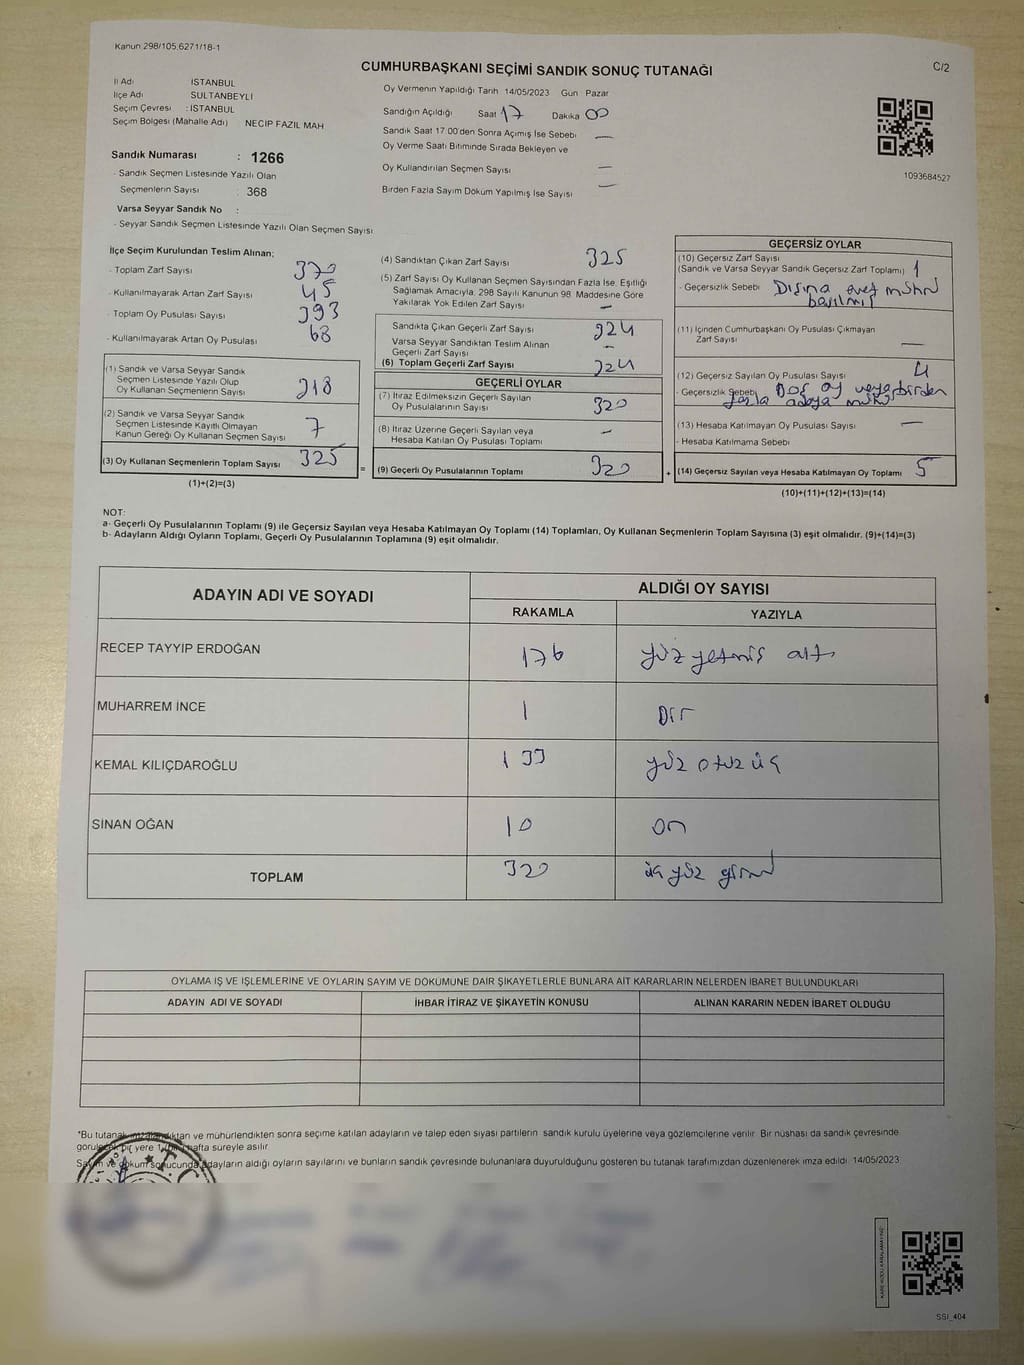 Kanun 298/105.6271/18-1
C/2
CUMHURBAŞKANI SEÇİMİ SANDIK SONUÇ TUTANAĞI
İl Adı İSTANBUL
İlçe Adı SULTANBEYLİ
Seçim Çevresi : İSTANBUL
Seçim Bölgesi (Mahalle Adı) NECİP FAZIL MAH
Sandık Numarası : 1266
- Sandık Seçmen Listesinde Yazılı Olan
Seçmenlerin Sayısı : 368
Varsa Seyyar Sandık No :
- Seyyar Sandık Seçmen Listesinde Yazılı Olan Seçmen Sayısı
Oy Vermenin Yapıldığı Tarih 14/05/2023 Gün Pazar
Sandığın Açıldığı Saat 17 Dakika 00
Sandık Saat 17.00'den Sonra Açımış İse Sebebi —
Oy Verme Saati Bitiminde Sırada Bekleyen ve
Oy Kullandırılan Seçmen Sayısı —
Birden Fazla Sayım Döküm Yapılmış İse Sayısı —
1093684527
İlçe Seçim Kurulundan Teslim Alınan;
- Toplam Zarf Sayısı 370
- Kullanılmayarak Artan Zarf Sayısı 45
- Toplam Oy Pusulası Sayısı 393
- Kullanılmayarak Artan Oy Pusulası 68
(1) Sandık ve Varsa Seyyar Sandık
Seçmen Listesinde Yazılı Olup
Oy Kullanan Seçmenlerin Sayısı 318
(2) Sandık ve Varsa Seyyar Sandık
Seçmen Listesinde Kayıtlı Olmayan
Kanun Gereği Oy Kullanan Seçmen Sayısı 7
(3) Oy Kullanan Seçmenlerin Toplam Sayısı 325
(1)+(2)=(3)
(4) Sandıktan Çıkan Zarf Sayısı 325
(5) Zarf Sayısı Oy Kullanan Seçmen Sayısından Fazla İse, Eşitliği
Sağlamak Amacıyla, 298 Sayılı Kanunun 98. Maddesine Göre
Yakılarak Yok Edilen Zarf Sayısı —
Sandıkta Çıkan Geçerli Zarf Sayısı 324
Varsa Seyyar Sandıktan Teslim Alınan
Geçerli Zarf Sayısı —
(6) Toplam Geçerli Zarf Sayısı 324
GEÇERLİ OYLAR
(7) İtiraz Edilmeksizin Geçerli Sayılan
Oy Pusulalarının Sayısı 320
(8) İtiraz Üzerine Geçerli Sayılan veya
Hesaba Katılan Oy Pusulası Toplamı —
= (9) Geçerli Oy Pusulalarının Toplamı 320 +
GEÇERSİZ OYLAR
(10) Geçersiz Zarf Sayısı
(Sandık ve Varsa Seyyar Sandık Geçersiz Zarf Toplamı) 1
- Geçersizlik Sebebi Dışına evet mührü
basılmış
(11) İçinden Cumhurbaşkanı Oy Pusulası Çıkmayan
Zarf Sayısı —
(12) Geçersiz Sayılan Oy Pusulası Sayısı 4
- Geçersizlik Sebebi Boş oy veya birden
fazla adaya mühür
(13) Hesaba Katılmayan Oy Pusulası Sayısı —
- Hesaba Katılmama Sebebi
(14) Geçersiz Sayılan veya Hesaba Katılmayan Oy Toplamı 5
(10)+(11)+(12)+(13)=(14)
NOT:
a- Geçerli Oy Pusulalarının Toplamı (9) ile Geçersiz Sayılan veya Hesaba Katılmayan Oy Toplamı (14) Toplamları, Oy Kullanan Seçmenlerin Toplam Sayısına (3) eşit olmalıdır. (9)+(14)=(3)
b- Adayların Aldığı Oyların Toplamı, Geçerli Oy Pusulalarının Toplamına (9) eşit olmalıdır.
ADAYIN ADI VE SOYADI
ALDIĞI OY SAYISI
RAKAMLA YAZIYLA
RECEP TAYYİP ERDOĞAN 176 yüz yetmiş altı
MUHARREM İNCE 1 Bir
KEMAL KILIÇDAROĞLU 133 yüz otuz üç
SİNAN OĞAN 10 on
TOPLAM 320 üç yüz yirmi
OYLAMA İŞ VE İŞLEMLERİNE VE OYLARIN SAYIM VE DÖKÜMÜNE DAİR ŞİKAYETLERLE BUNLARA AİT KARARLARIN NELERDEN İBARET BULUNDUKLARI
ADAYIN ADI VE SOYADI İHBAR İTİRAZ VE ŞİKAYETİN KONUSU ALINAN KARARIN NEDEN İBARET OLDUĞU
*Bu tutanak imzalandıktan ve mühürlendikten sonra seçime katılan adayların ve talep eden siyasi partilerin sandık kurulu üyelerine veya gözlemcilerine verilir. Bir nüshası da sandık çevresinde
görülecek bir yere 1 hafta süreyle asılır
Sayım ve döküm sonucunda adayların aldığı oyların sayılarını ve bunların sandık çevresinde bulunanlara duyurulduğunu gösteren bu tutanak tarafımızdan düzenlenerek imza edildi. 14/05/2023
T.C.
SSİ_404